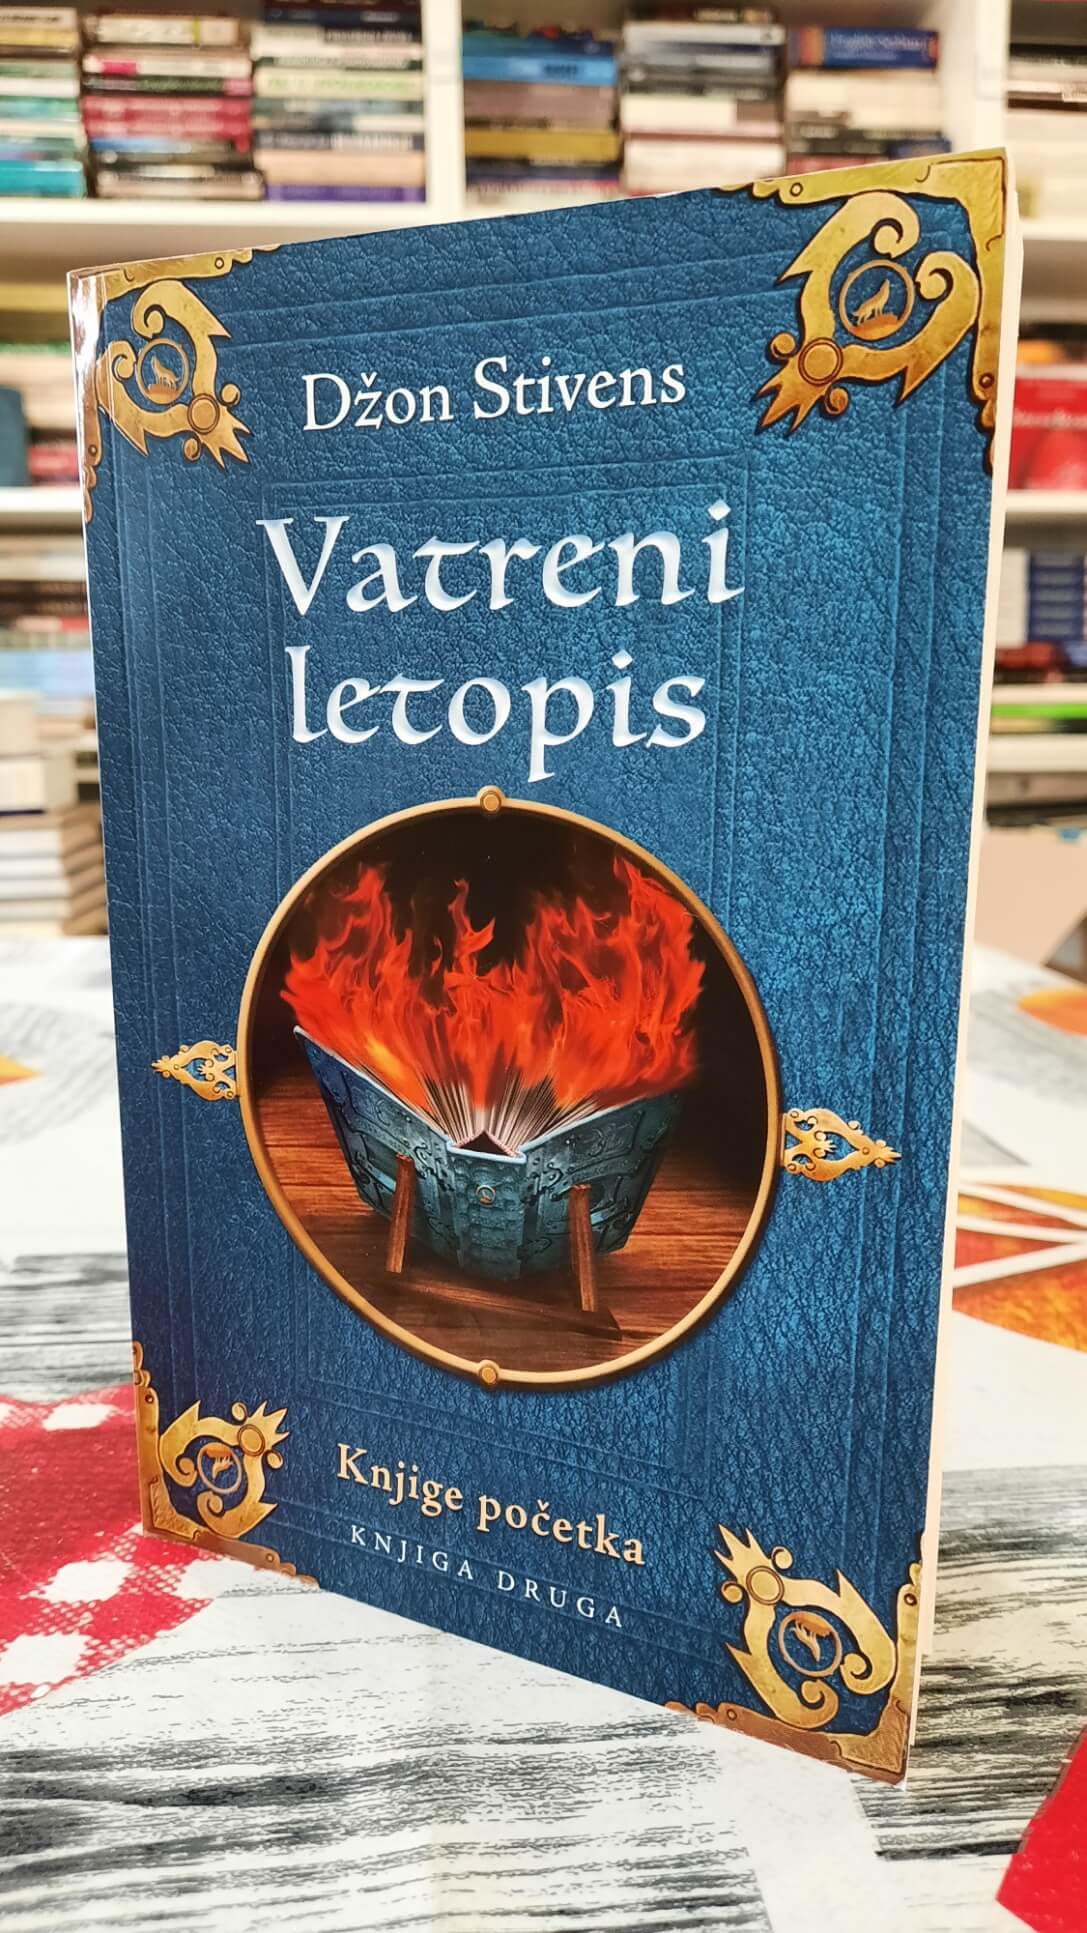 Džon Stivens
Vatreni
letopis
Knjige početka
KNJIGA DRUGA